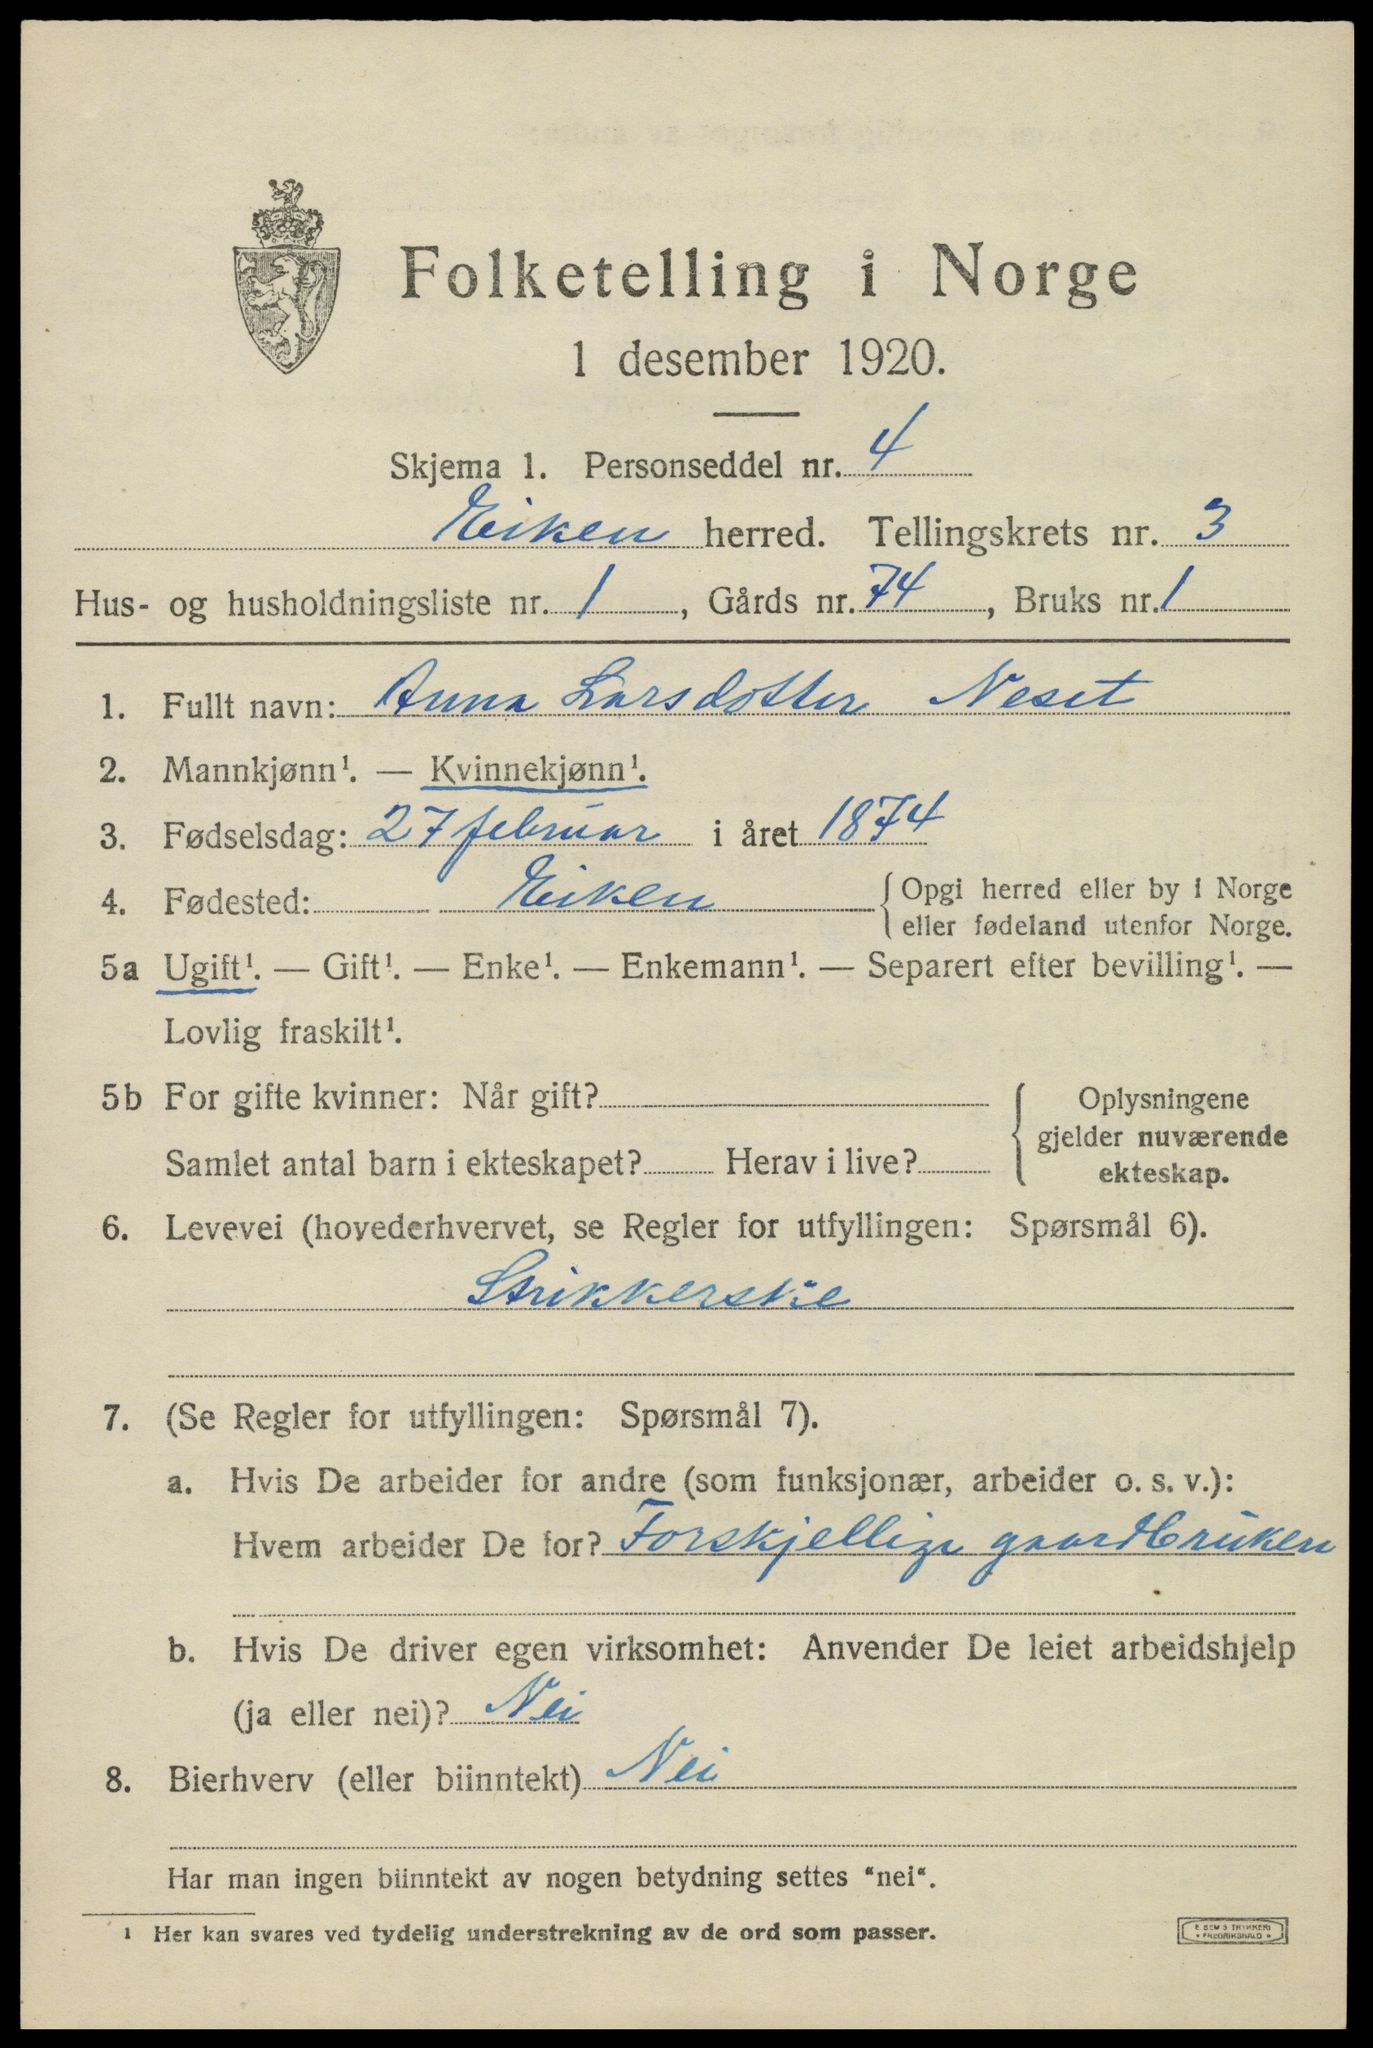 Folketelling i Norge
1 desember 1920.
Skjema 1. Personseddel nr. 4
Eiken herred. Tellingskrets nr. 3
Hus- og husholdningsliste nr. 1, Gårds nr. 74, Bruks nr. 1
1. Fullt navn: Anna Larsdotter Neset
2. Mannkjønn¹. — Kvinnekjønn¹.
3. Fødselsdag: 27 februar i året 1874
4. Fødested: Eiken { Opgi herred eller by i Norge
eller fødeland utenfor Norge.
5a Ugift¹. — Gift¹. — Enke¹. — Enkemann¹. — Separert efter bevilling¹. —
Lovlig fraskilt¹.
5b For gifte kvinner: Når gift? { Oplysningene
gjelder nuværende
Samlet antal barn i ekteskapet? Herav i live?
ekteskap.
6. Levevei (hovederhvervet, se Regler for utfyllingen: Spørsmål 6).
Strikkerske
7. (Se Regler for utfyllingen: Spørsmål 7).
a. Hvis De arbeider for andre (som funksjonær, arbeider o. s. v.):
Hvem arbeider De for? Forskjellige gaardbruken
b. Hvis De driver egen virksomhet: Anvender De leiet arbeidshjelp
(ja eller nei)? Nei
8. Bierhverv (eller biinntekt) Nei
Har man ingen biinntekt av nogen betydning settes "nei".
¹ Her kan svares ved tydelig understrekning av de ord som passer.
E. SEM'S TRYKKERI
FREDRIKSHALD